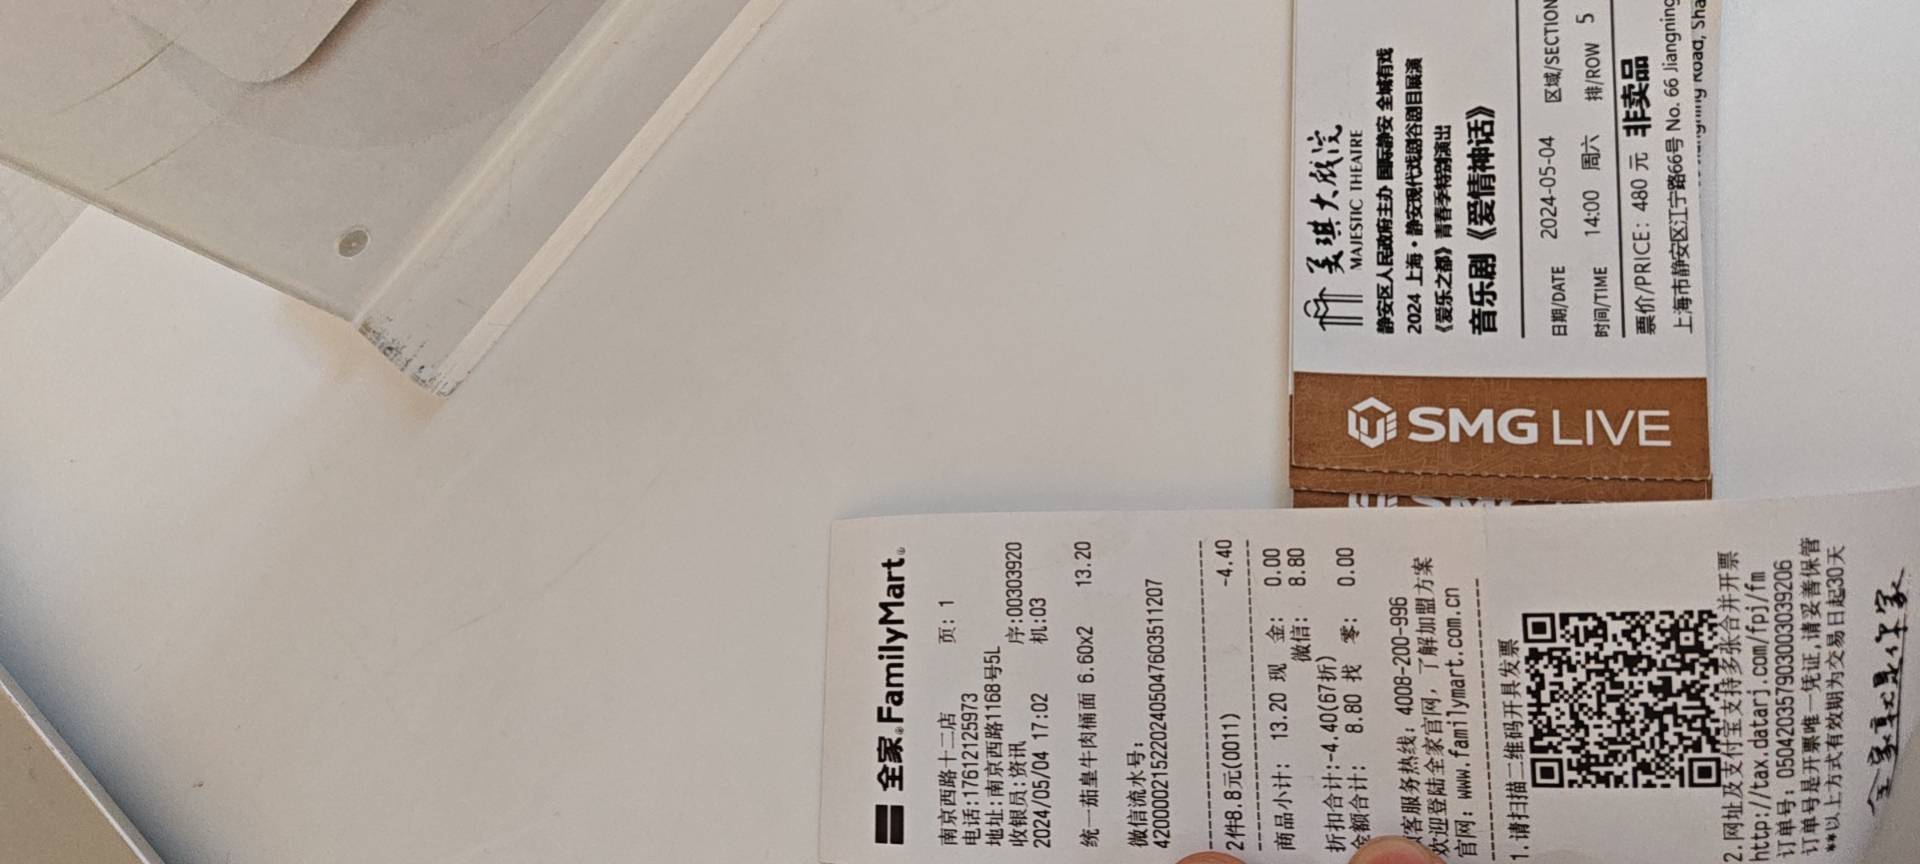 美琪大戏院
MAJESTIC THEATRE
静安区人民政府主办 国际静安 全城有戏
2024 上海·静安现代戏剧谷剧目展演
《爱乐之都》青春季特别演出
音乐剧《爱情神话》
日期/DATE 2024-05-04 区域/SECTION
时间/TIME 14:00 周六 排/ROW 5
票价/PRICE: 480 元 非卖品
上海市静安区江宁路66号 No. 66 Jiangning
Road, Sha
SMG LIVE
全家 FamilyMart
南京西路十二店 页: 1
电话:17612125973
地址:南京西路1168号5L
收银员:资讯 序:00303920
2024/05/04 17:02 机:03
统一茄皇牛肉桶面 6.60x2 13.20
微信流水号:
4200002152202405047603511207
2件8.8元(0011) -4.40
商品小计: 13.20 现 金: 0.00
微信: 8.80
折扣合计:-4.40(67折)
金额合计: 8.80 找 零: 0.00
客服务热线: 4008-200-996
欢迎登陆全家官网，了解加盟方案
官网: www.familymart.com.cn
1.请扫描二维码开具发票
2.网址及支付宝支持多张合并开票
http://tax.datarj.com/fpj/fm
订单号: 05042035790300303039206
订单号是开票唯一凭证,请妥善保管
**以上方式有效期为交易日起30天
全家就是你家